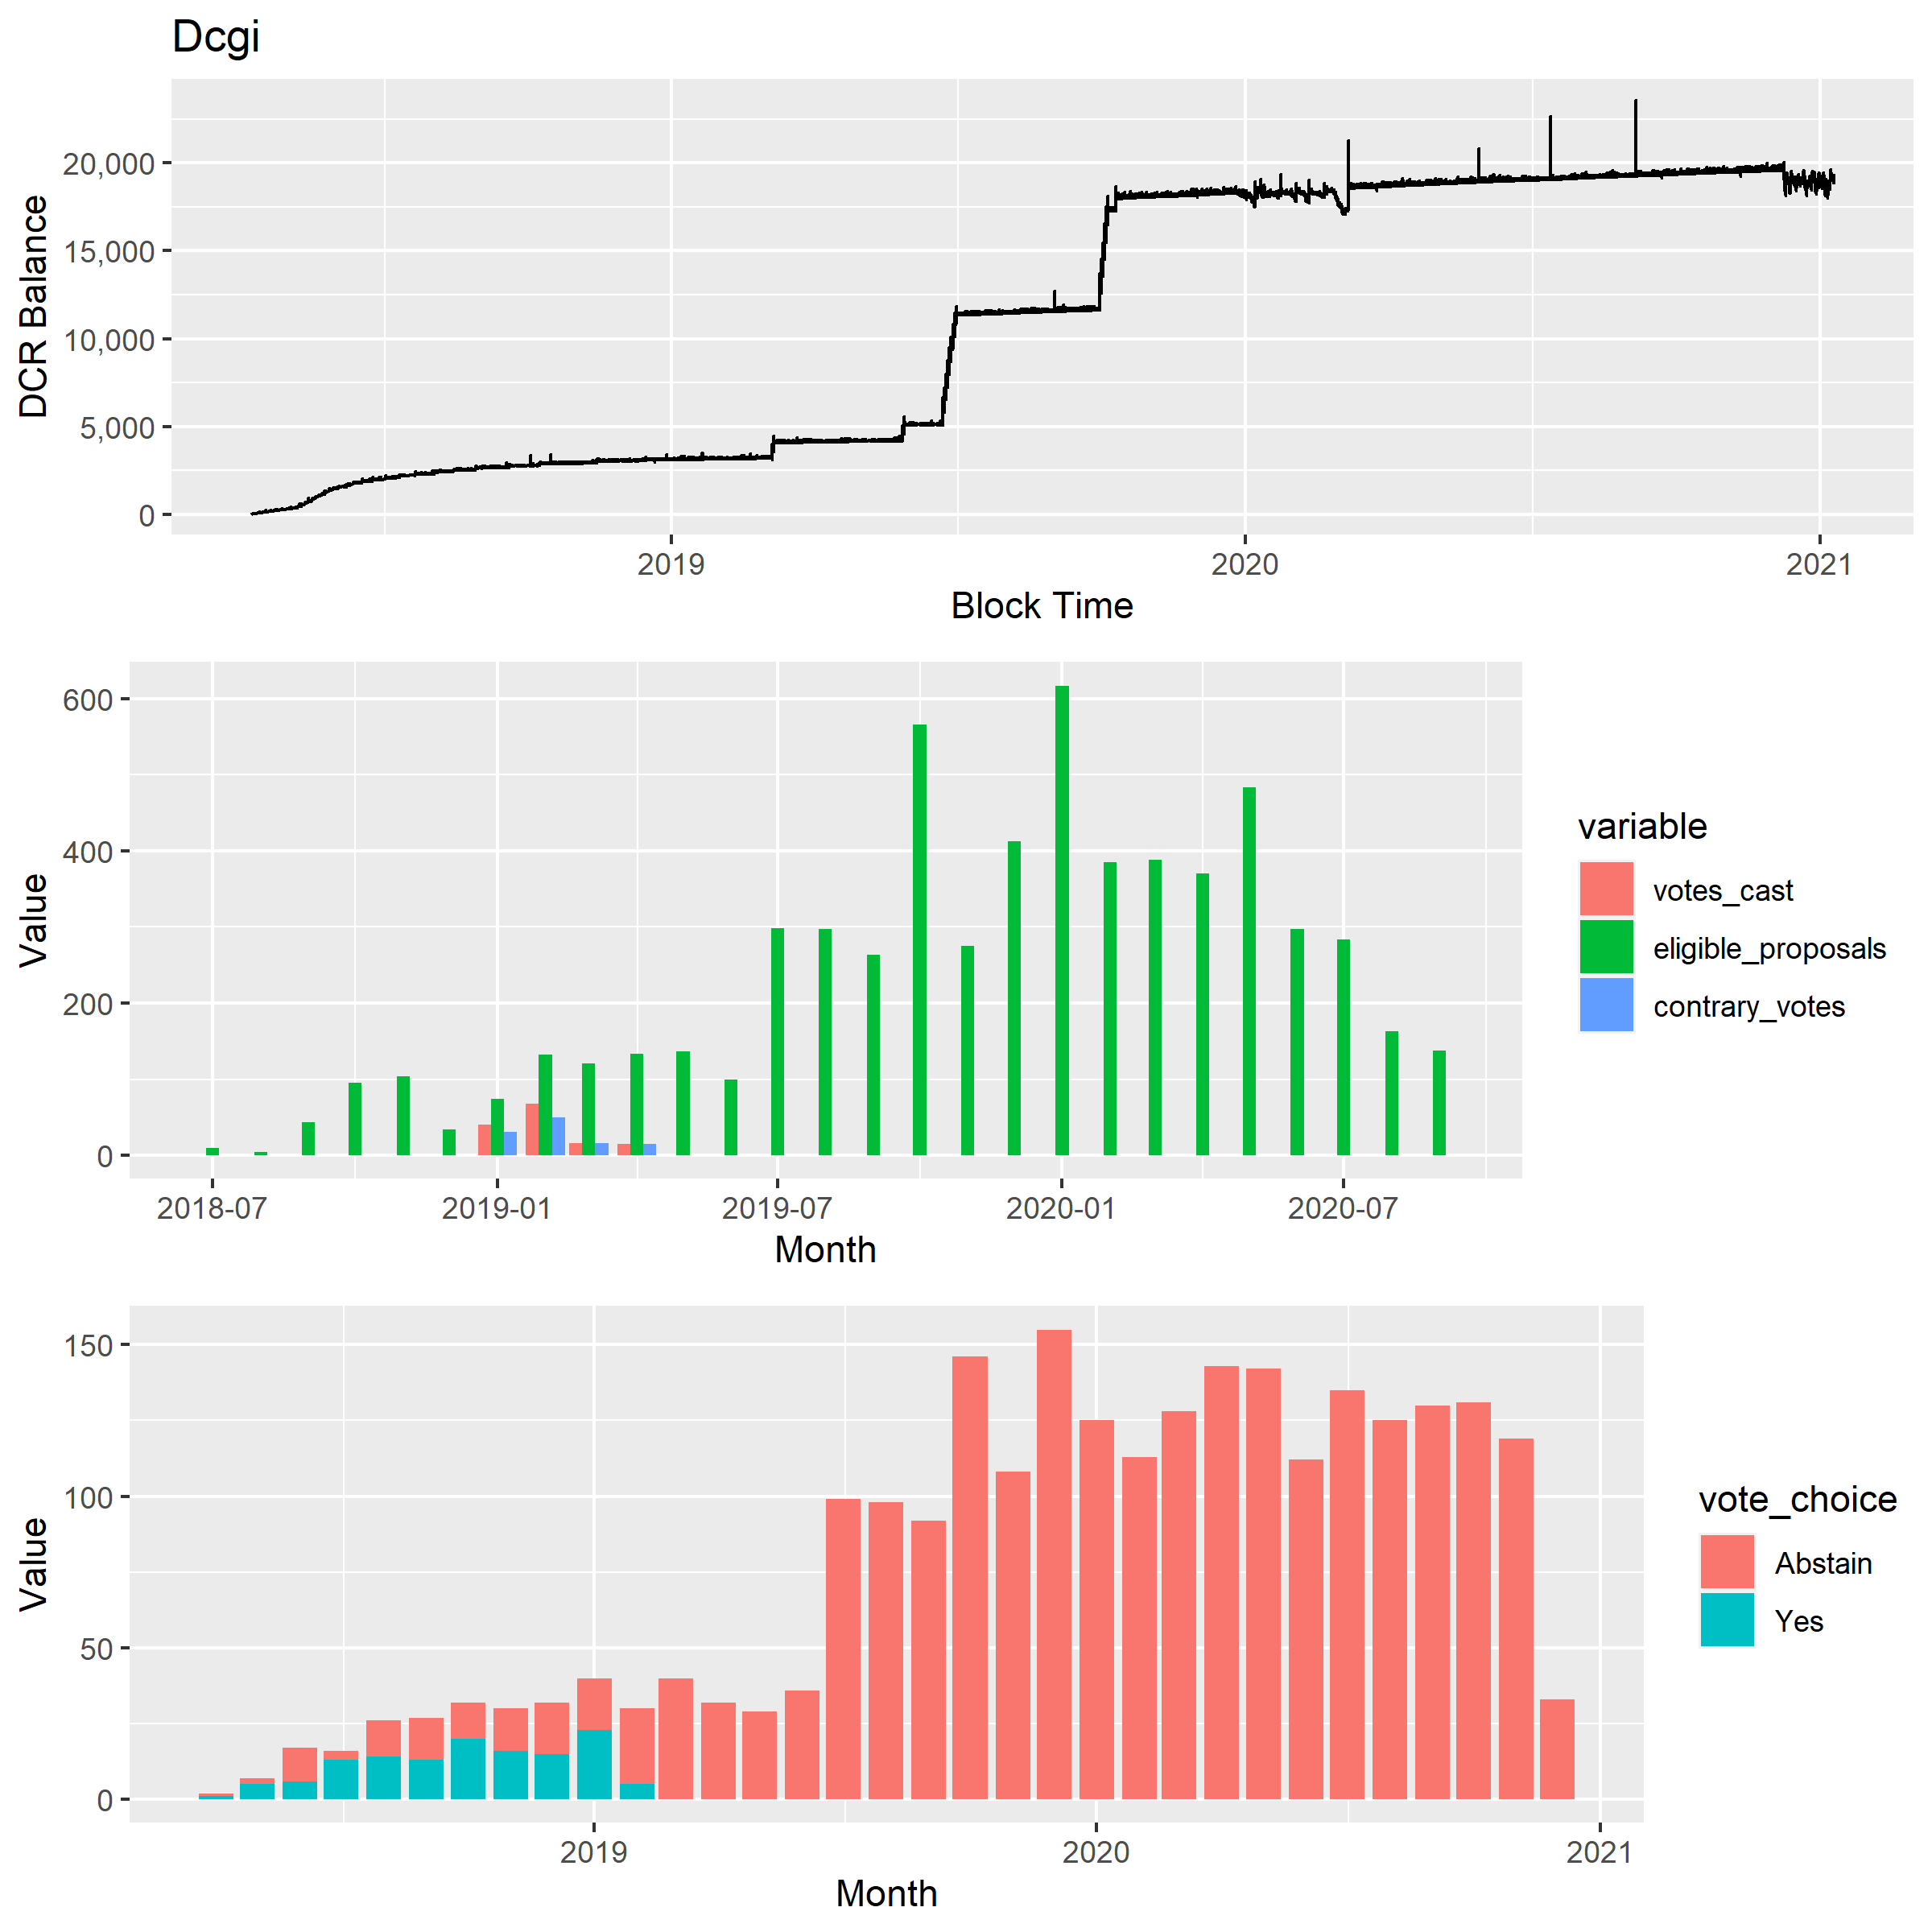 Dcgi
DCR Balance
20,000
15,000
10,000
5,000
0
2019 2020 2021
Block Time
Value
600
400
200
0
2018-07 2019-01 2019-07 2020-01 2020-07
Month
variable
votes_cast
eligible_proposals
contrary_votes
Value
150
100
50
0
2019 2020 2021
Month
vote_choice
Abstain
Yes